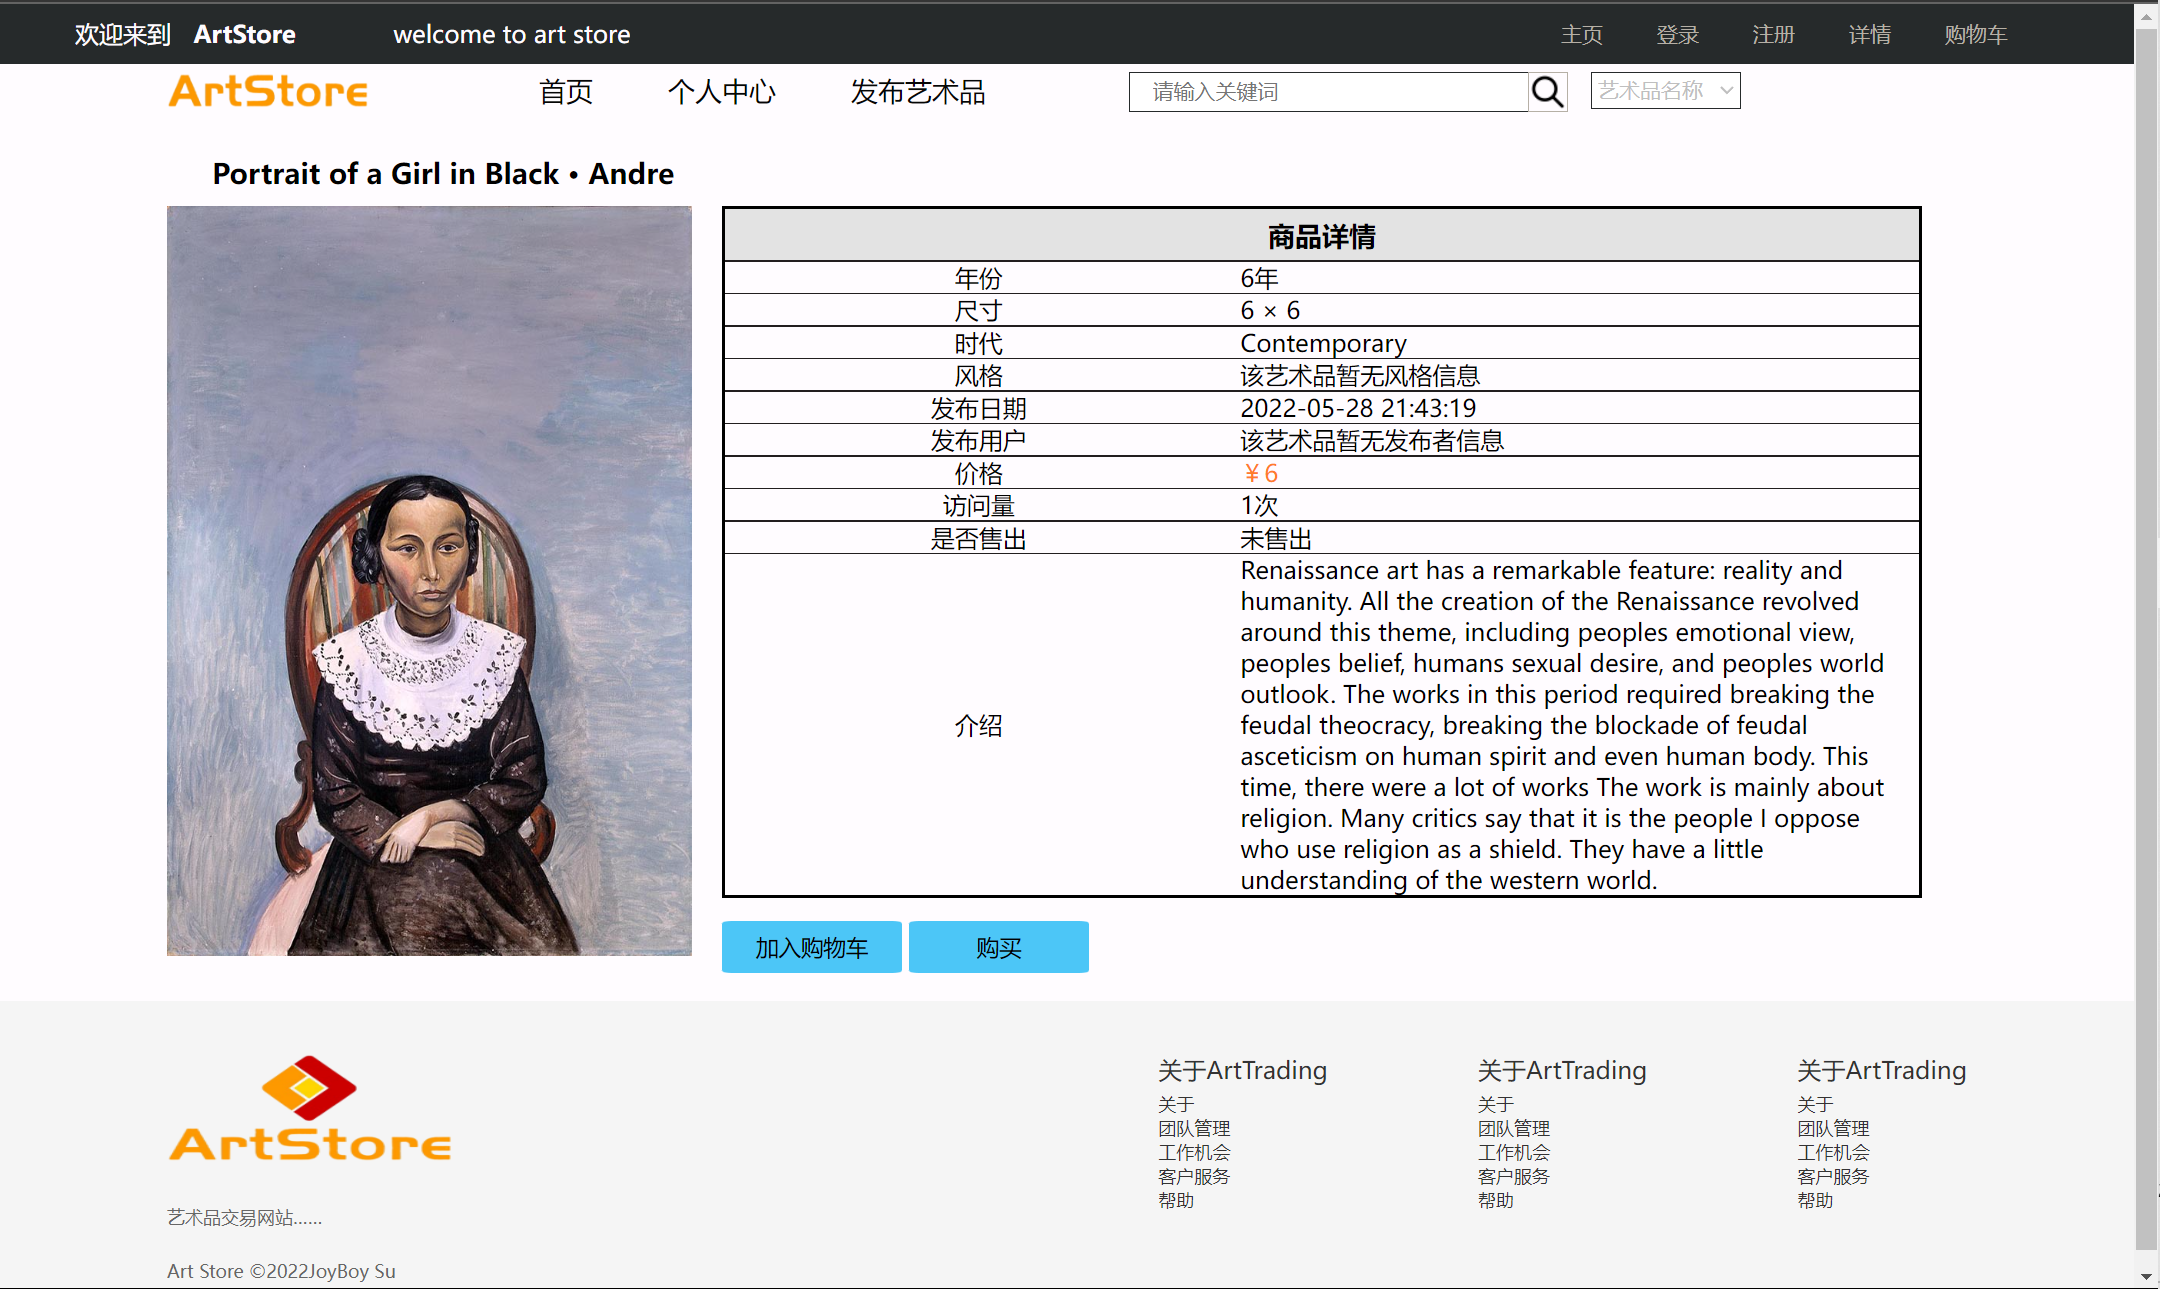 欢迎来到 ArtStore welcome to art store 主页 登录 注册 详情 购物车
ArtStore 首页 个人中心 发布艺术品 请输入关键词 艺术品名称
Portrait of a Girl in Black • Andre
商品详情
年份 6年
尺寸 6 × 6
时代 Contemporary
风格 该艺术品暂无风格信息
发布日期 2022-05-28 21:43:19
发布用户 该艺术品暂无发布者信息
价格 ￥6
访问量 1次
是否售出 未售出
介绍
Renaissance art has a remarkable feature: reality and
humanity. All the creation of the Renaissance revolved
around this theme, including peoples emotional view,
peoples belief, humans sexual desire, and peoples world
outlook. The works in this period required breaking the
feudal theocracy, breaking the blockade of feudal
asceticism on human spirit and even human body. This
time, there were a lot of works The work is mainly about
religion. Many critics say that it is the people I oppose
who use religion as a shield. They have a little
understanding of the western world.
加入购物车 购买
ArtStore
艺术品交易网站......
Art Store ©2022JoyBoy Su
关于ArtTrading
关于
团队管理
工作机会
客户服务
帮助
关于ArtTrading
关于
团队管理
工作机会
客户服务
帮助
关于ArtTrading
关于
团队管理
工作机会
客户服务
帮助